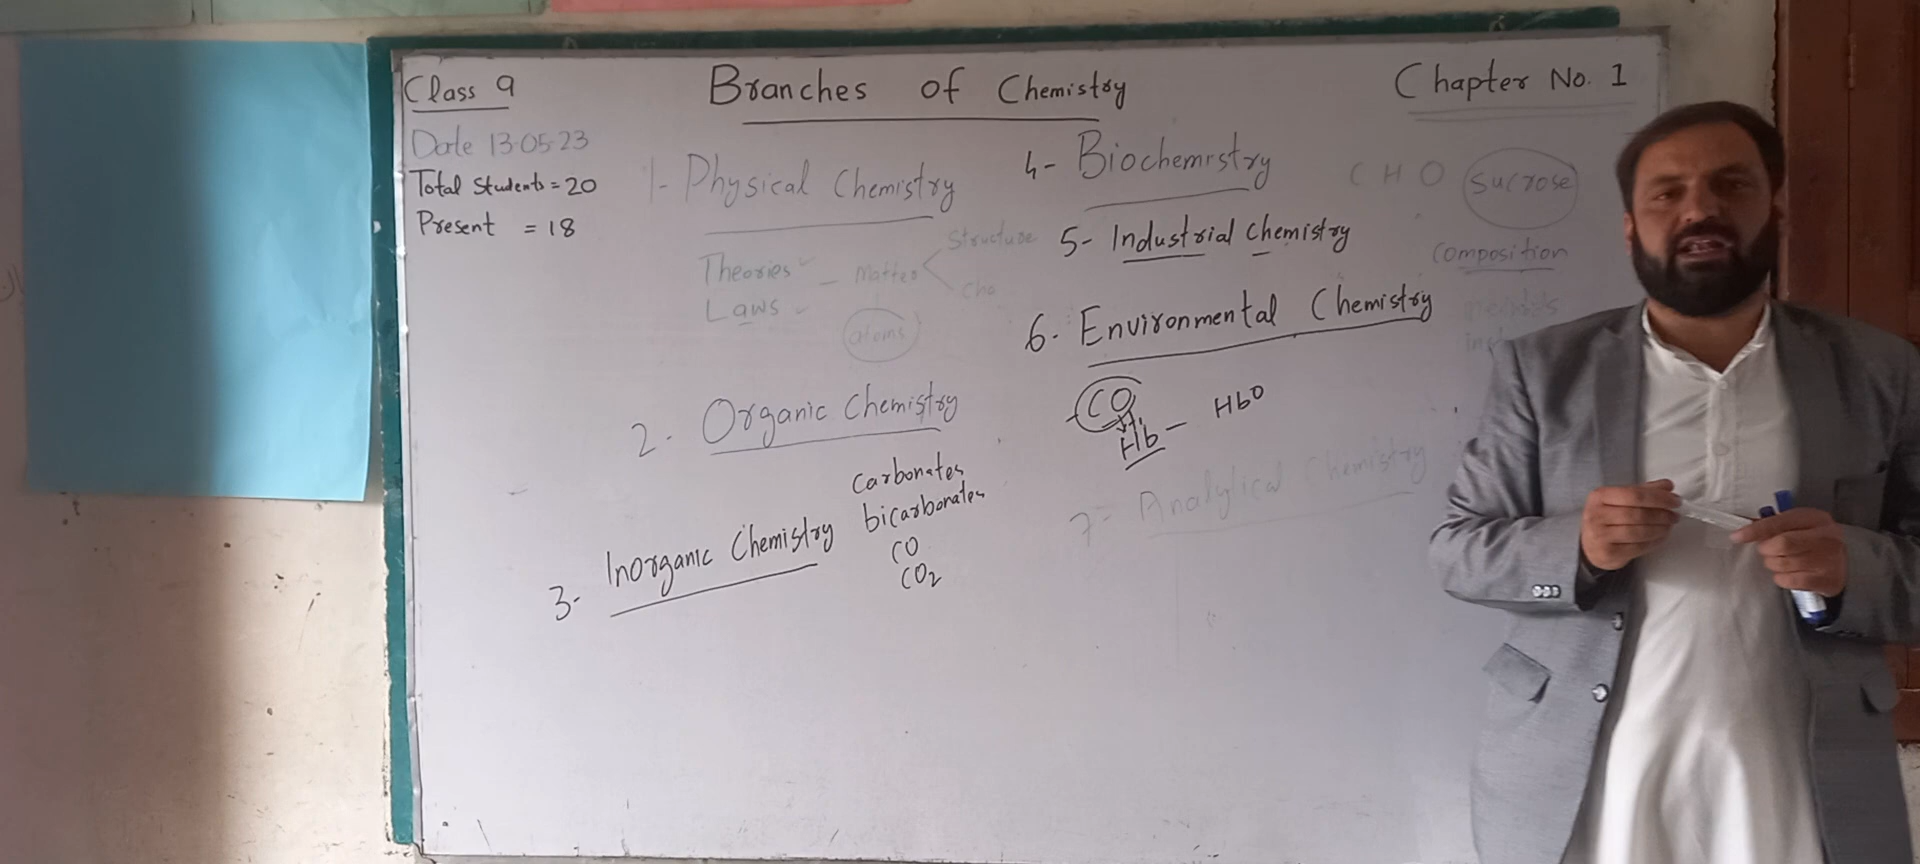 Class 9
Branches of Chemistry
Chapter No. 1
Date 13-05-23
Total Students = 20
Present = 18
1- Physical Chemistry
Theories - Matter
Structure
Laws
atoms
2- Organic Chemistry
3- Inorganic Chemistry
Carbonates
bicarbonates
CO
CO2
4- Biochemistry
5- Industrial Chemistry
6- Environmental Chemistry
CO
Hb - HbO
7- Analytical Chemistry
C H O Sucrose
Composition